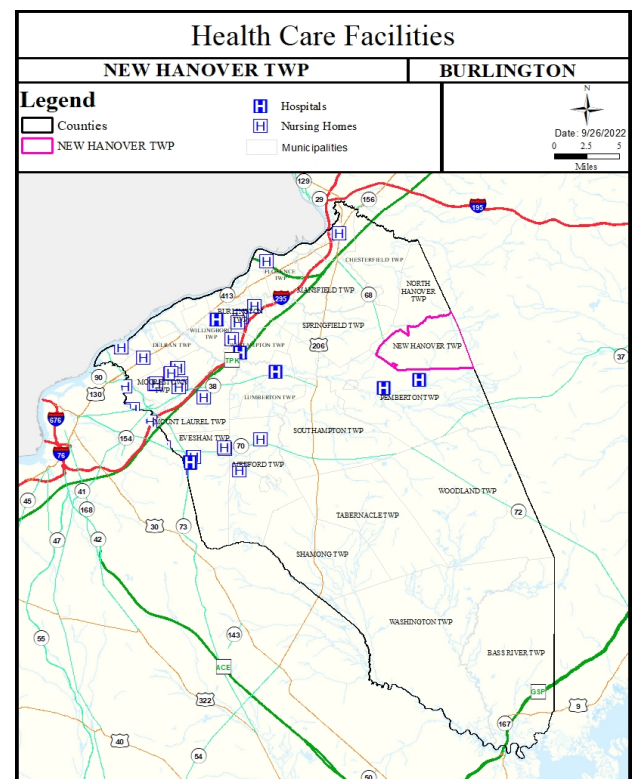 Health Care Facilities
NEW HANOVER TWP
BURLINGTON
Legend
Counties
NEW HANOVER TWP
H Hospitals
H Nursing Homes
Municipalities
N
Date: 9/26/2022
0 2.5 5
Miles
129
29
156
195
H
CHESTERFIELD TWP
H
FLORENCE
TWP
NORTH
HANOVER
TWP
413
295
MANSFIELD TWP
68
H
H
WILLINGBORO
TWP
SPRINGFIELD TWP
DELRAN TWP
206
NEW HANOVER TWP
TPK
37
90
130
38
H
H
H
PEMBERTON TWP
LUMBERTON TWP
MOUNT LAUREL TWP
676
154
EVESHAM TWP
70
SOUTHAMPTON TWP
76
MEDFORD TWP
41
45
168
WOODLAND TWP
72
30
73
TABERNACLE TWP
47
42
SHAMONG TWP
WASHINGTON TWP
143
55
BASS RIVER TWP
ACE
GSP
322
9
167
40
54
50